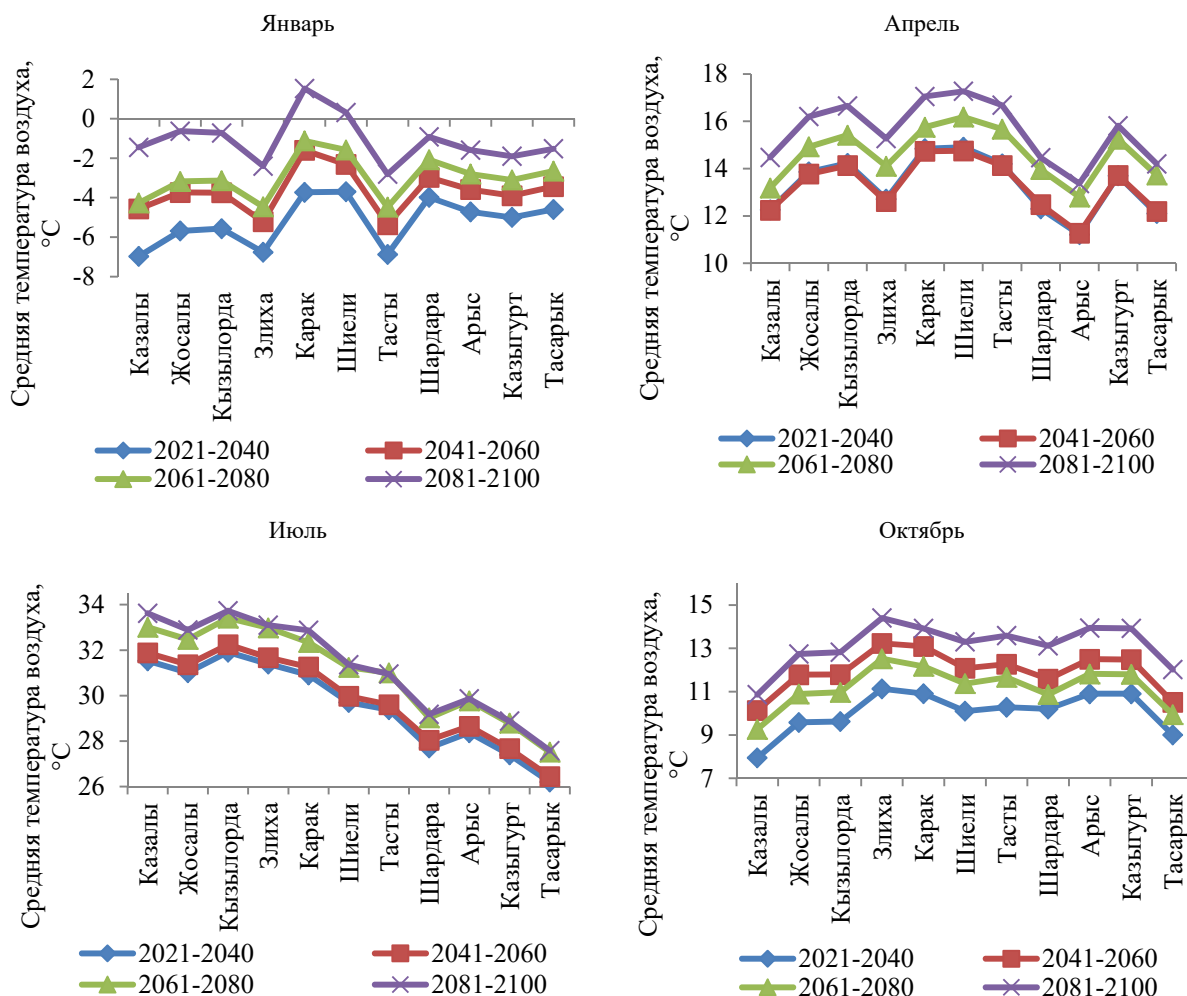 Январь
Средняя температура воздуха,
°С
2
0
-2
-4
-6
-8
Казалы
Жосалы
Кызылорда
Злиха
Карак
Шиели
Тасты
Шардара
Арыс
Казыгурт
Тасарык
2021-2040
2041-2060
2061-2080
2081-2100
Апрель
Средняя температура воздуха,
°С
18
16
14
12
10
Казалы
Жосалы
Кызылорда
Злиха
Карак
Шиели
Тасты
Шардара
Арыс
Казыгурт
Тасарык
2021-2040
2041-2060
2061-2080
2081-2100
Июль
Средняя температура воздуха,
°С
34
32
30
28
26
Казалы
Жосалы
Кызылорда
Злиха
Карак
Шиели
Тасты
Шардара
Арыс
Казыгурт
Тасарык
2021-2040
2041-2060
2061-2080
2081-2100
Октябрь
Средняя температура воздуха,
°С
15
13
11
9
7
Казалы
Жосалы
Кызылорда
Злиха
Карак
Шиели
Тасты
Шардара
Арыс
Казыгурт
Тасарык
2021-2040
2041-2060
2061-2080
2081-2100